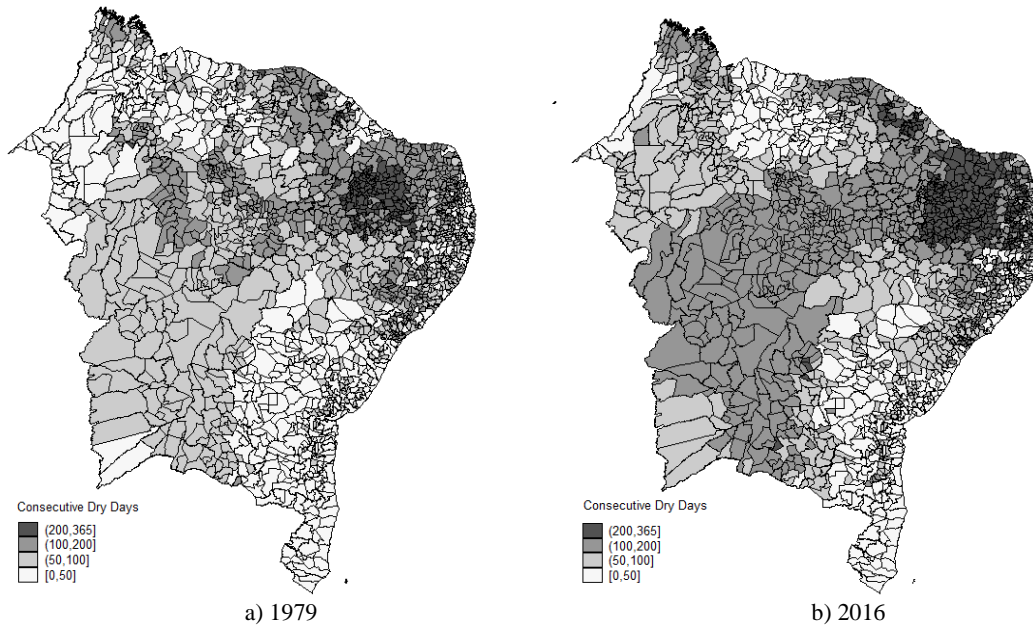 Consecutive Dry Days
(200,365]
(100,200]
(50,100]
[0,50]
a) 1979
Consecutive Dry Days
(200,365]
(100,200]
(50,100]
[0,50]
b) 2016